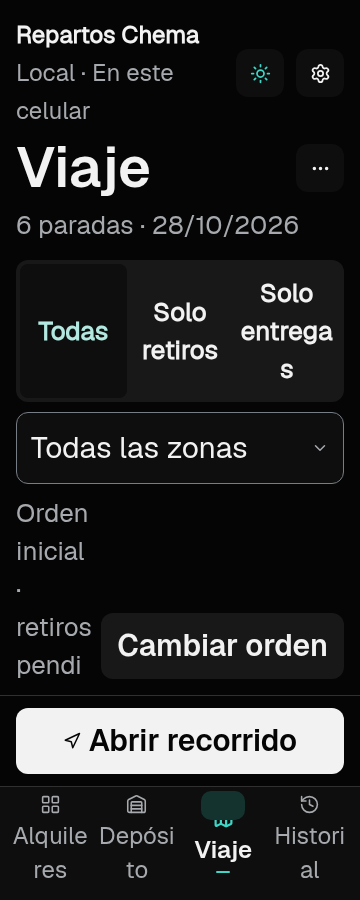 Repartos Chema
Local · En este
celular
Viaje
6 paradas · 28/10/2026
Todas
Solo
retiros
Solo
entrega
s
Todas las zonas
Orden
inicial
·
retiros
pendi
Cambiar orden
Abrir recorrido
Alquile
res
Depósi
to
Viaje
Histori
al